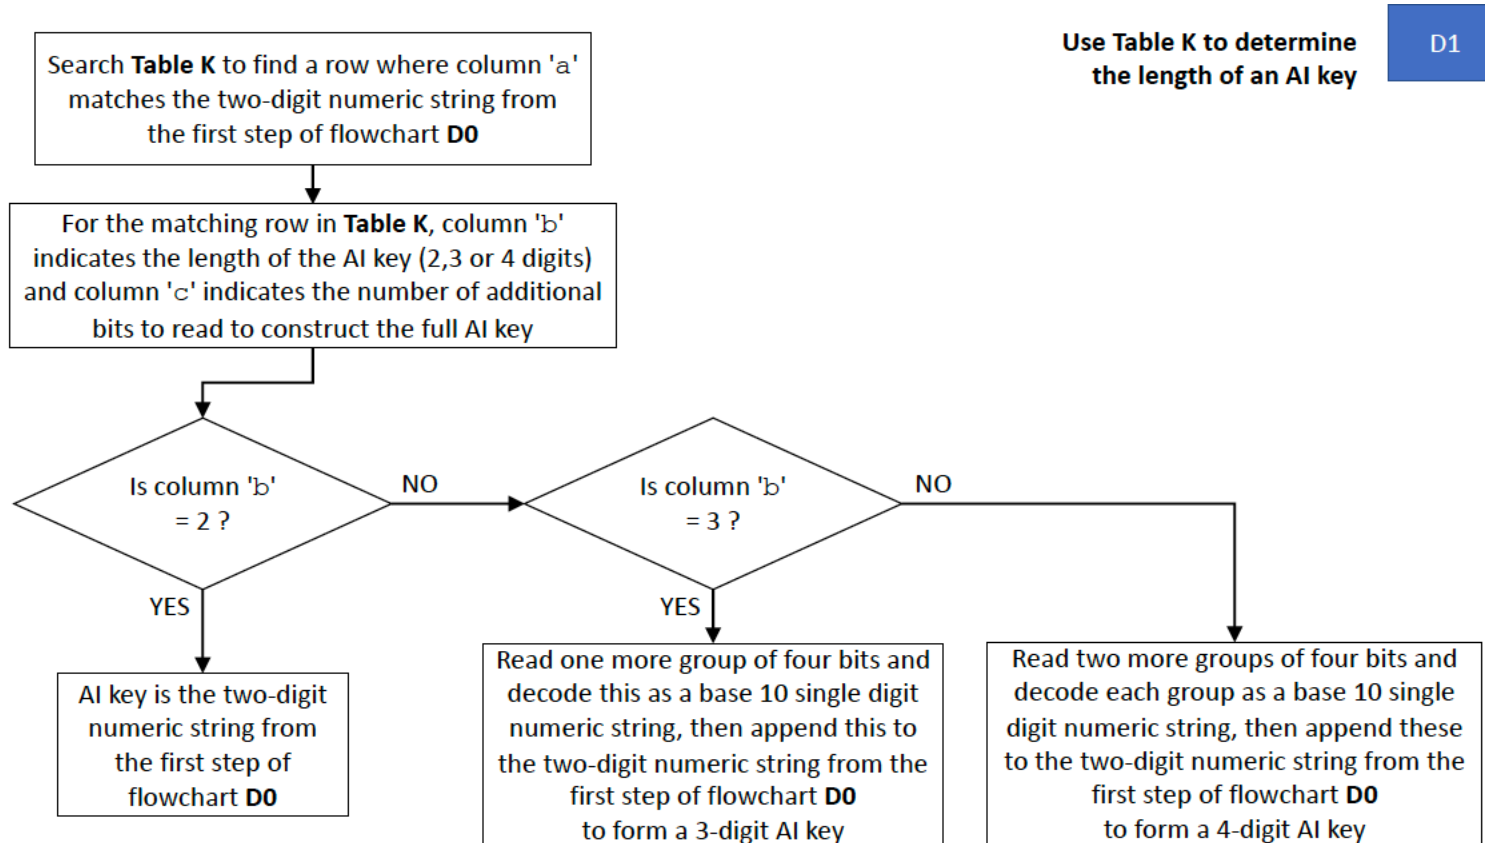 Use Table K to determine
the length of an AI key
D1
Search Table K to find a row where column 'a'
matches the two-digit numeric string from
the first step of flowchart D0
For the matching row in Table K, column 'b'
indicates the length of the AI key (2,3 or 4 digits)
and column 'c' indicates the number of additional
bits to read to construct the full AI key
Is column 'b'
= 2 ?
NO
Is column 'b'
= 3 ?
NO
YES
YES
AI key is the two-digit
numeric string from
the first step of
flowchart D0
Read one more group of four bits and
decode this as a base 10 single digit
numeric string, then append this to
the two-digit numeric string from the
first step of flowchart D0
to form a 3-digit AI key
Read two more groups of four bits and
decode each group as a base 10 single
digit numeric string, then append these
to the two-digit numeric string from the
first step of flowchart D0
to form a 4-digit AI key